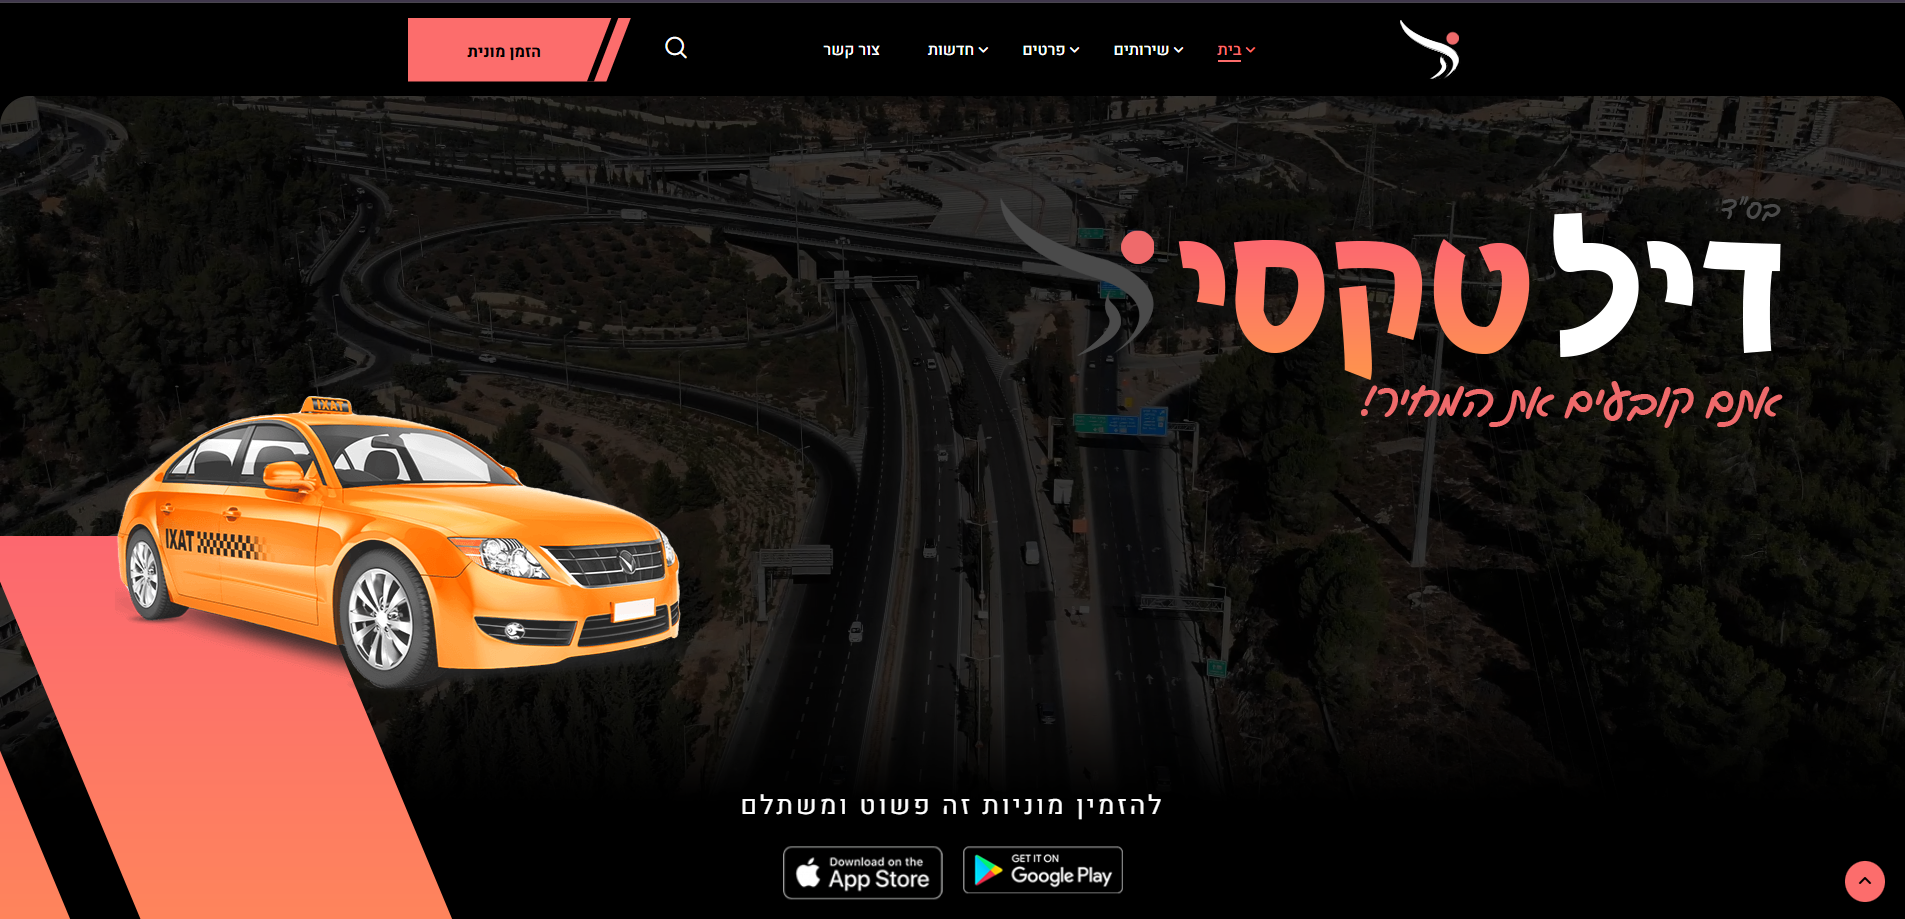 בית
שירותים
פרטים
חדשות
צור קשר
הזמן מונית
בס"ד
דיל טקסי
אתם קובעים את המחיר!
IXAT
IXAT
להזמין מוניות זה פשוט ומשתלם
Download on the
App Store
GET IT ON
Google Play